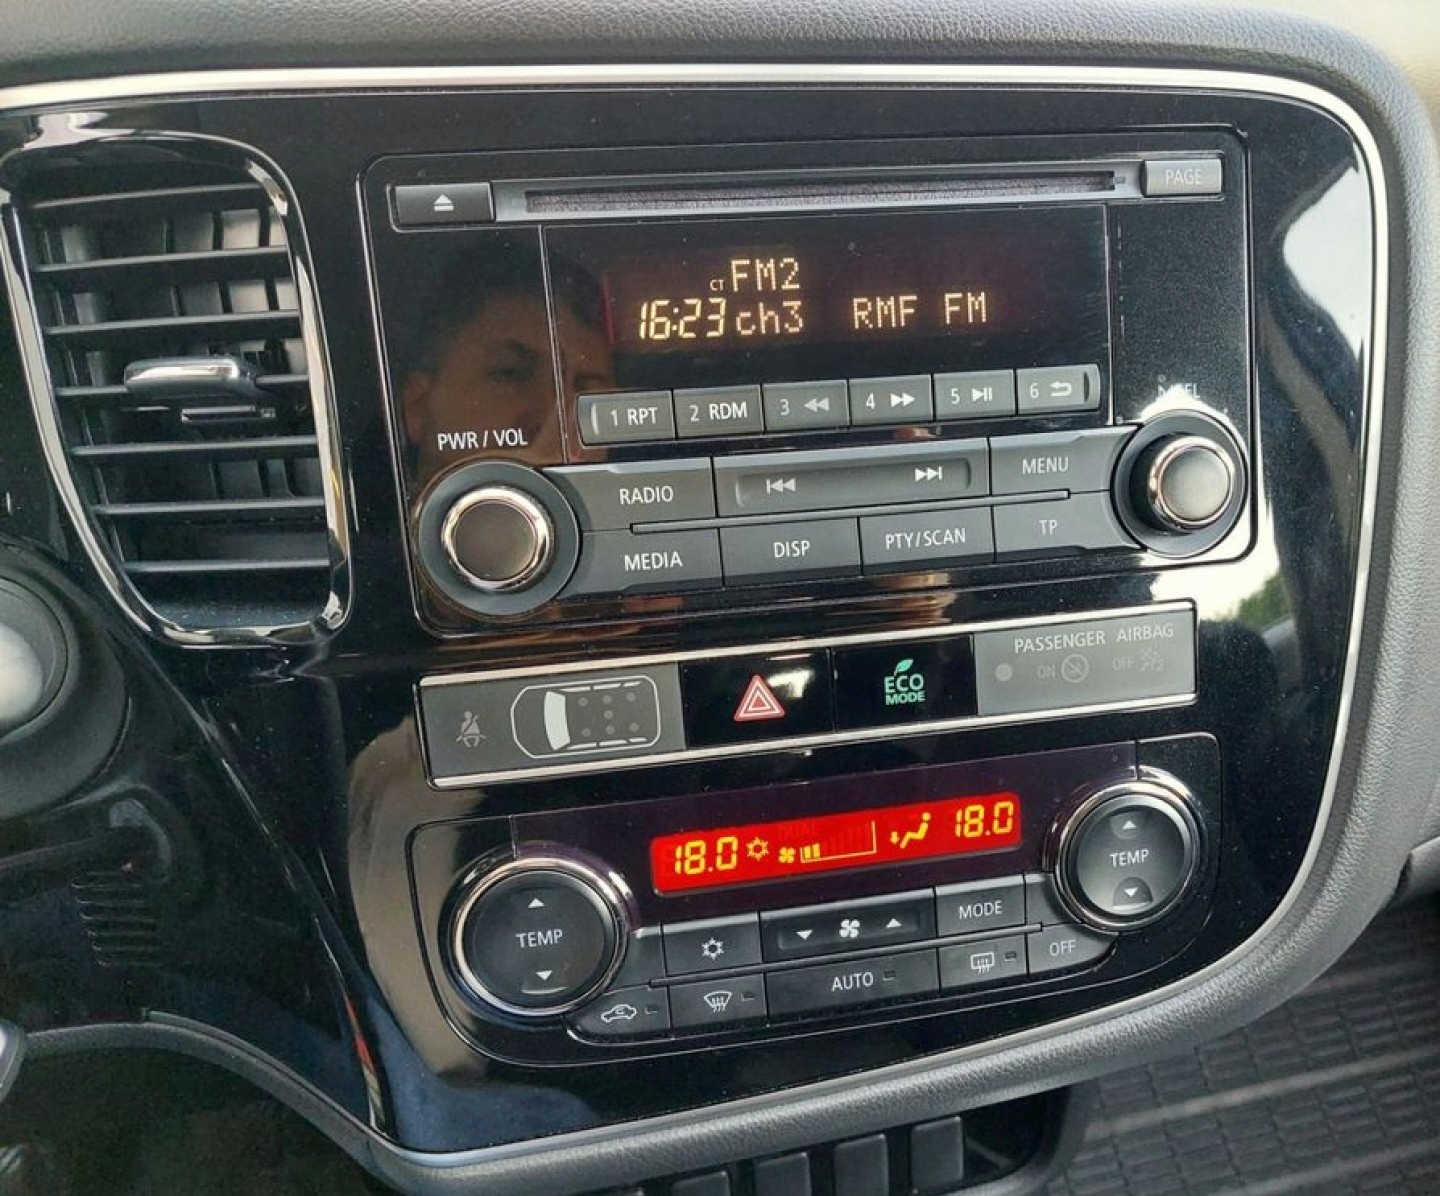 PAGE
CT FM2
16:23 ch3 RMF FM
1 RPT 2 RDM 3 4 5 6
PWR / VOL
RADIO MENU
MEDIA DISP PTY/SCAN TP
PASSENGER AIRBAG
ON OFF
ECO
MODE
18.0 18.0
TEMP
TEMP
MODE
AUTO OFF